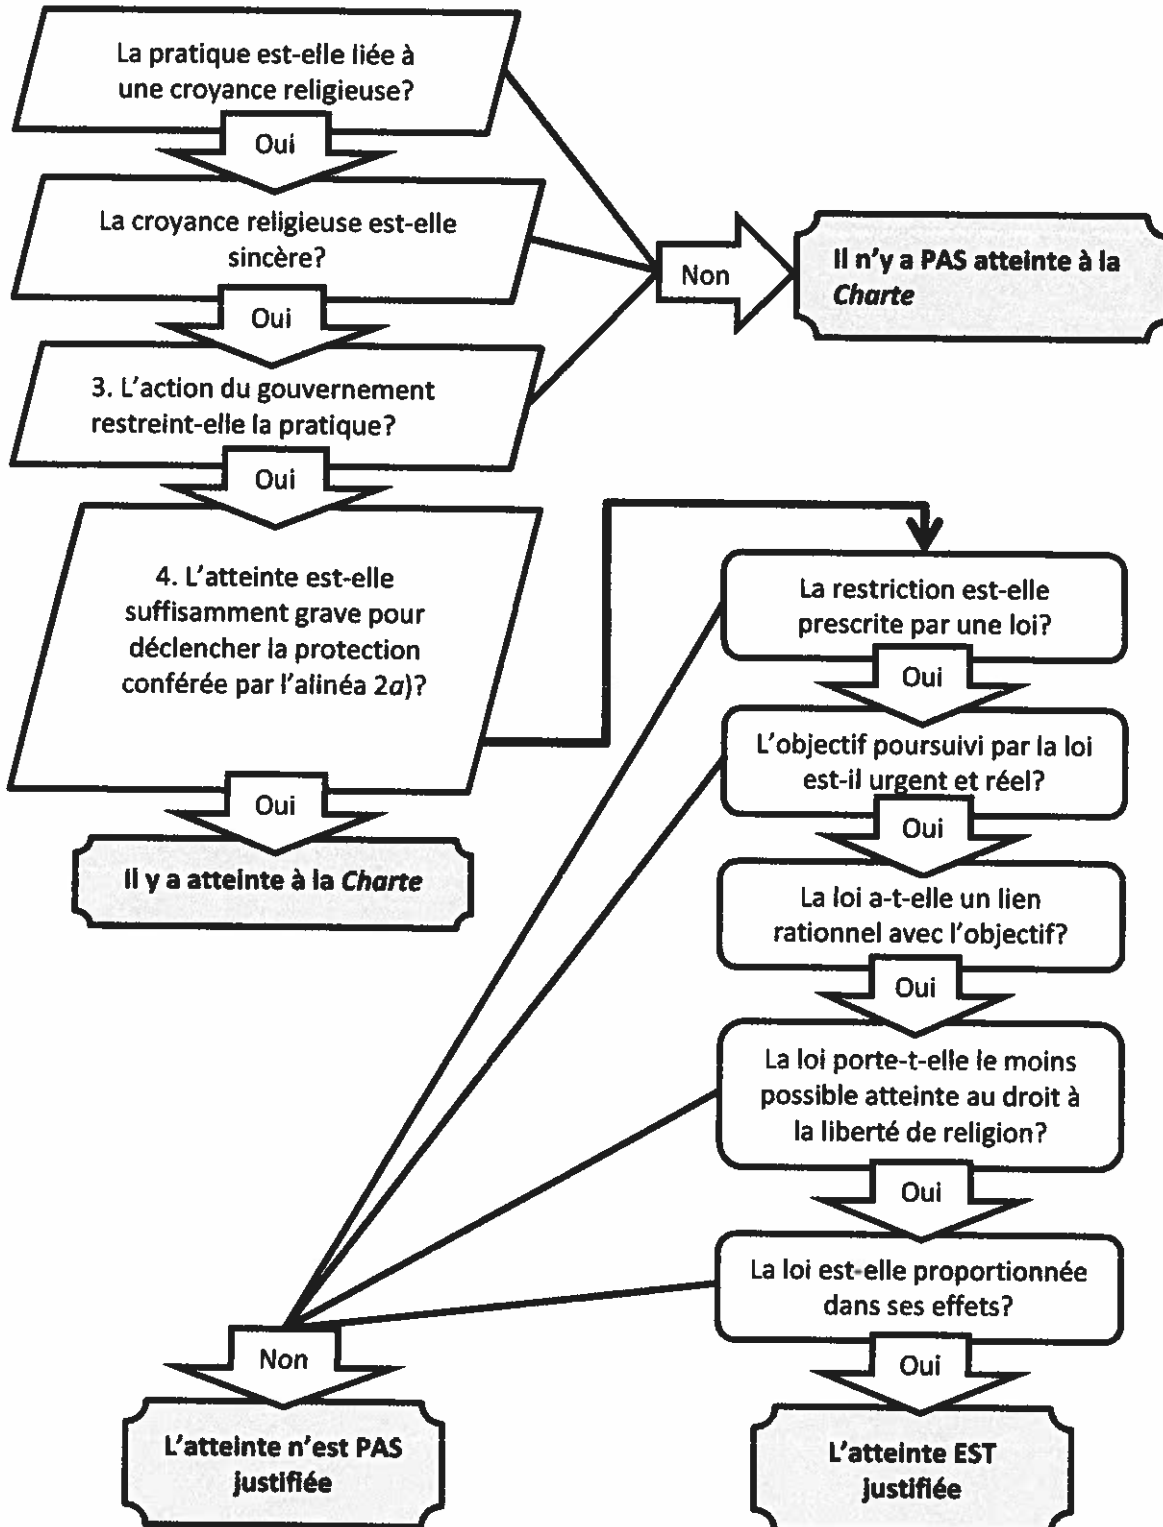 La pratique est-elle liée à
une croyance religieuse?
Oui
La croyance religieuse est-elle
sincère?
Oui
3. L'action du gouvernement
restreint-elle la pratique?
Oui
4. L'atteinte est-elle
suffisamment grave pour
déclencher la protection
conférée par l'alinéa 2a)?
Oui
Il y a atteinte à la Charte
Non
Il n'y a PAS atteinte à la
Charte
La restriction est-elle
prescrite par une loi?
Oui
L'objectif poursuivi par la loi
est-il urgent et réel?
Oui
La loi a-t-elle un lien
rationnel avec l'objectif?
Oui
La loi porte-t-elle le moins
possible atteinte au droit à
la liberté de religion?
Oui
La loi est-elle proportionnée
dans ses effets?
Oui
L'atteinte EST
justifiée
Non
L'atteinte n'est PAS
justifiée